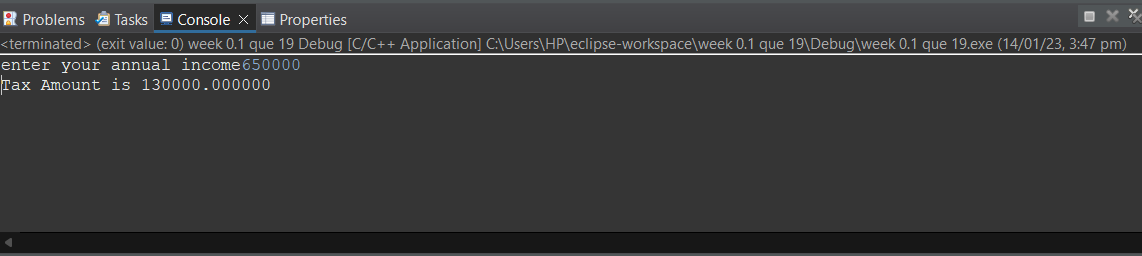 Problems Tasks Console Properties
<terminated> (exit value: 0) week 0.1 que 19 Debug [C/C++ Application] C:\Users\HP\eclipse-workspace\week 0.1 que 19\Debug\week 0.1 que 19.exe (14/01/23, 3:47 pm)
enter your annual income650000
Tax Amount is 130000.000000